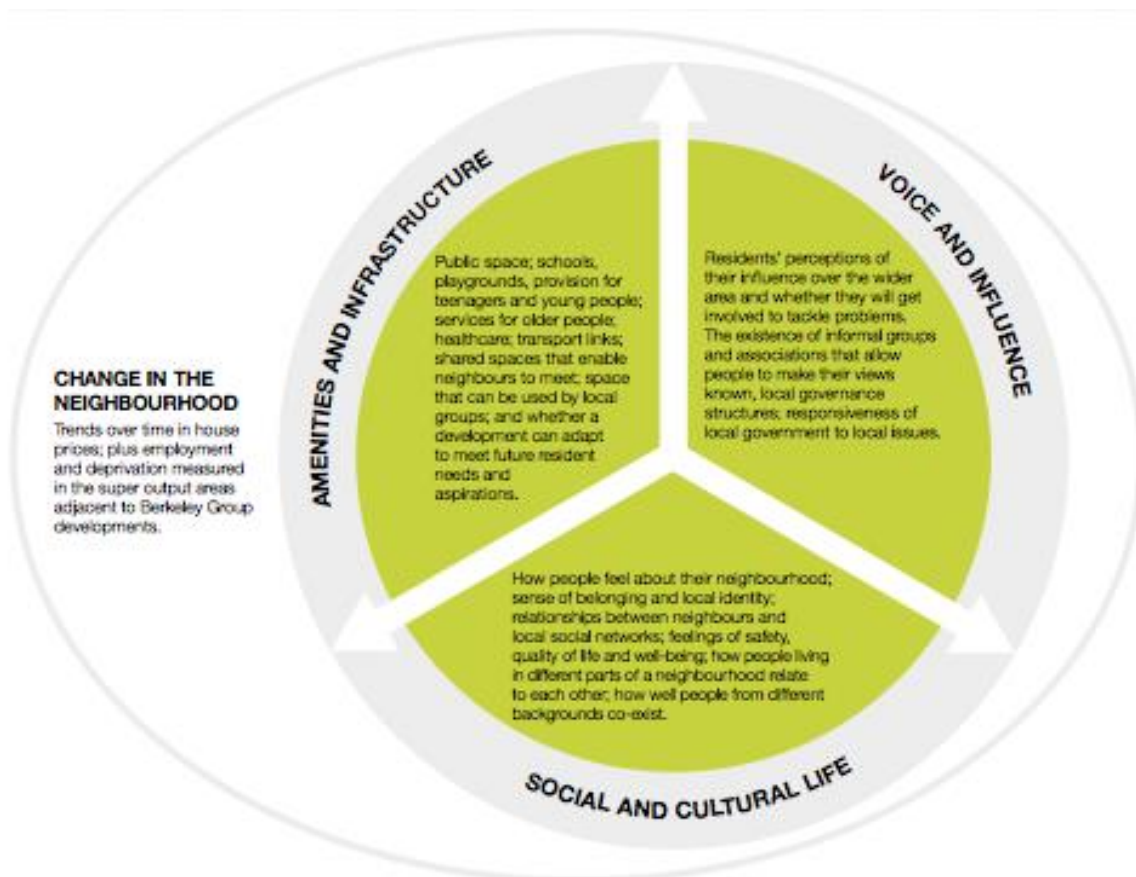 CHANGE IN THE
NEIGHBOURHOOD
Trends over time in house
prices; plus employment
and deprivation measured
in the super output areas
adjacent to Berkeley Group
developments.
AMENITIES AND INFRASTRUCTURE
Public space; schools,
playgrounds, provision for
teenagers and young people;
services for older people;
healthcare; transport links;
shared spaces that enable
neighbours to meet; space
that can be used by local
groups; and whether a
development can adapt
to meet future resident
needs and
aspirations.
VOICE AND INFLUENCE
Residents' perceptions of
their influence over the wider
area and whether they will get
involved to tackle problems.
The existence of informal groups
and associations that allow
people to make their views
known, local governance
structures; responsiveness of
local government to local issues.
How people feel about their neighbourhood;
sense of belonging and local identity;
relationships between neighbours and
local social networks; feelings of safety,
quality of life and well-being; how people living
in different parts of a neighbourhood relate
to each other; how well people from different
backgrounds co-exist.
SOCIAL AND CULTURAL LIFE